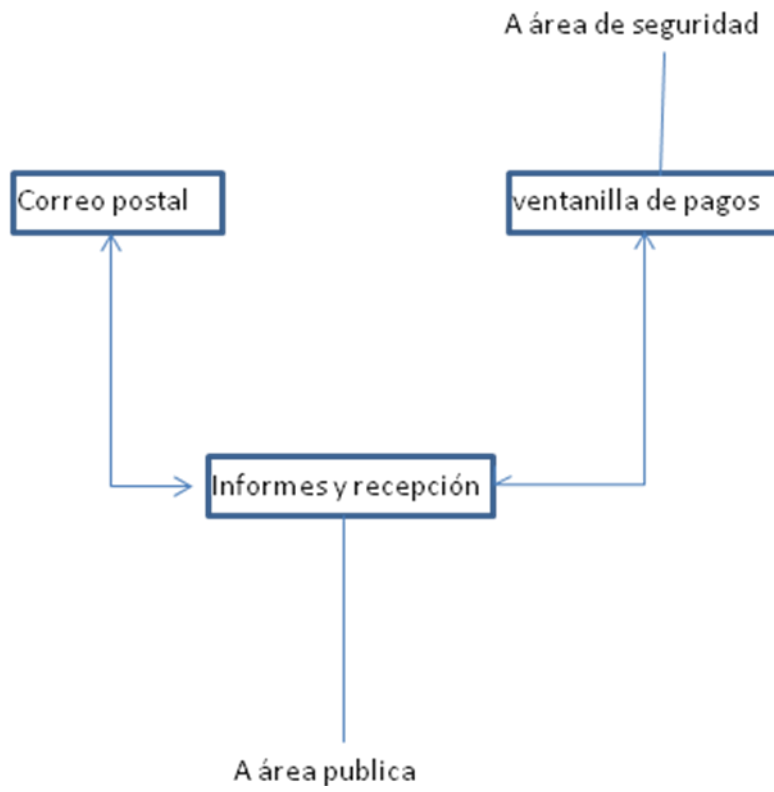 A área de seguridad
Correo postal
ventanilla de pagos
Informes y recepción
A área publica